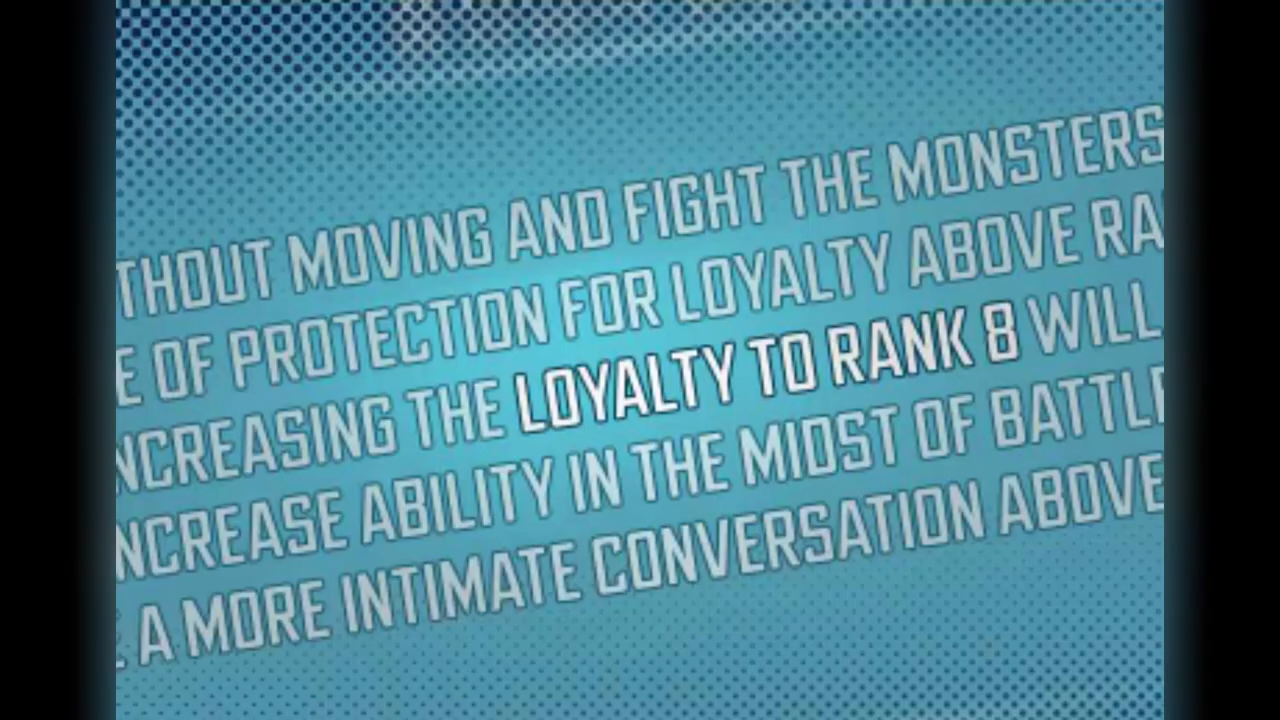 THOUT MOVING AND FIGHT THE MONSTERS
E OF PROTECTION FOR LOYALTY ABOVE RA
NCREASING THE LOYALTY TO RANK 8 WILL
NCREASE ABILITY IN THE MIDST OF BATTLE
A MORE INTIMATE CONVERSATION ABOVE